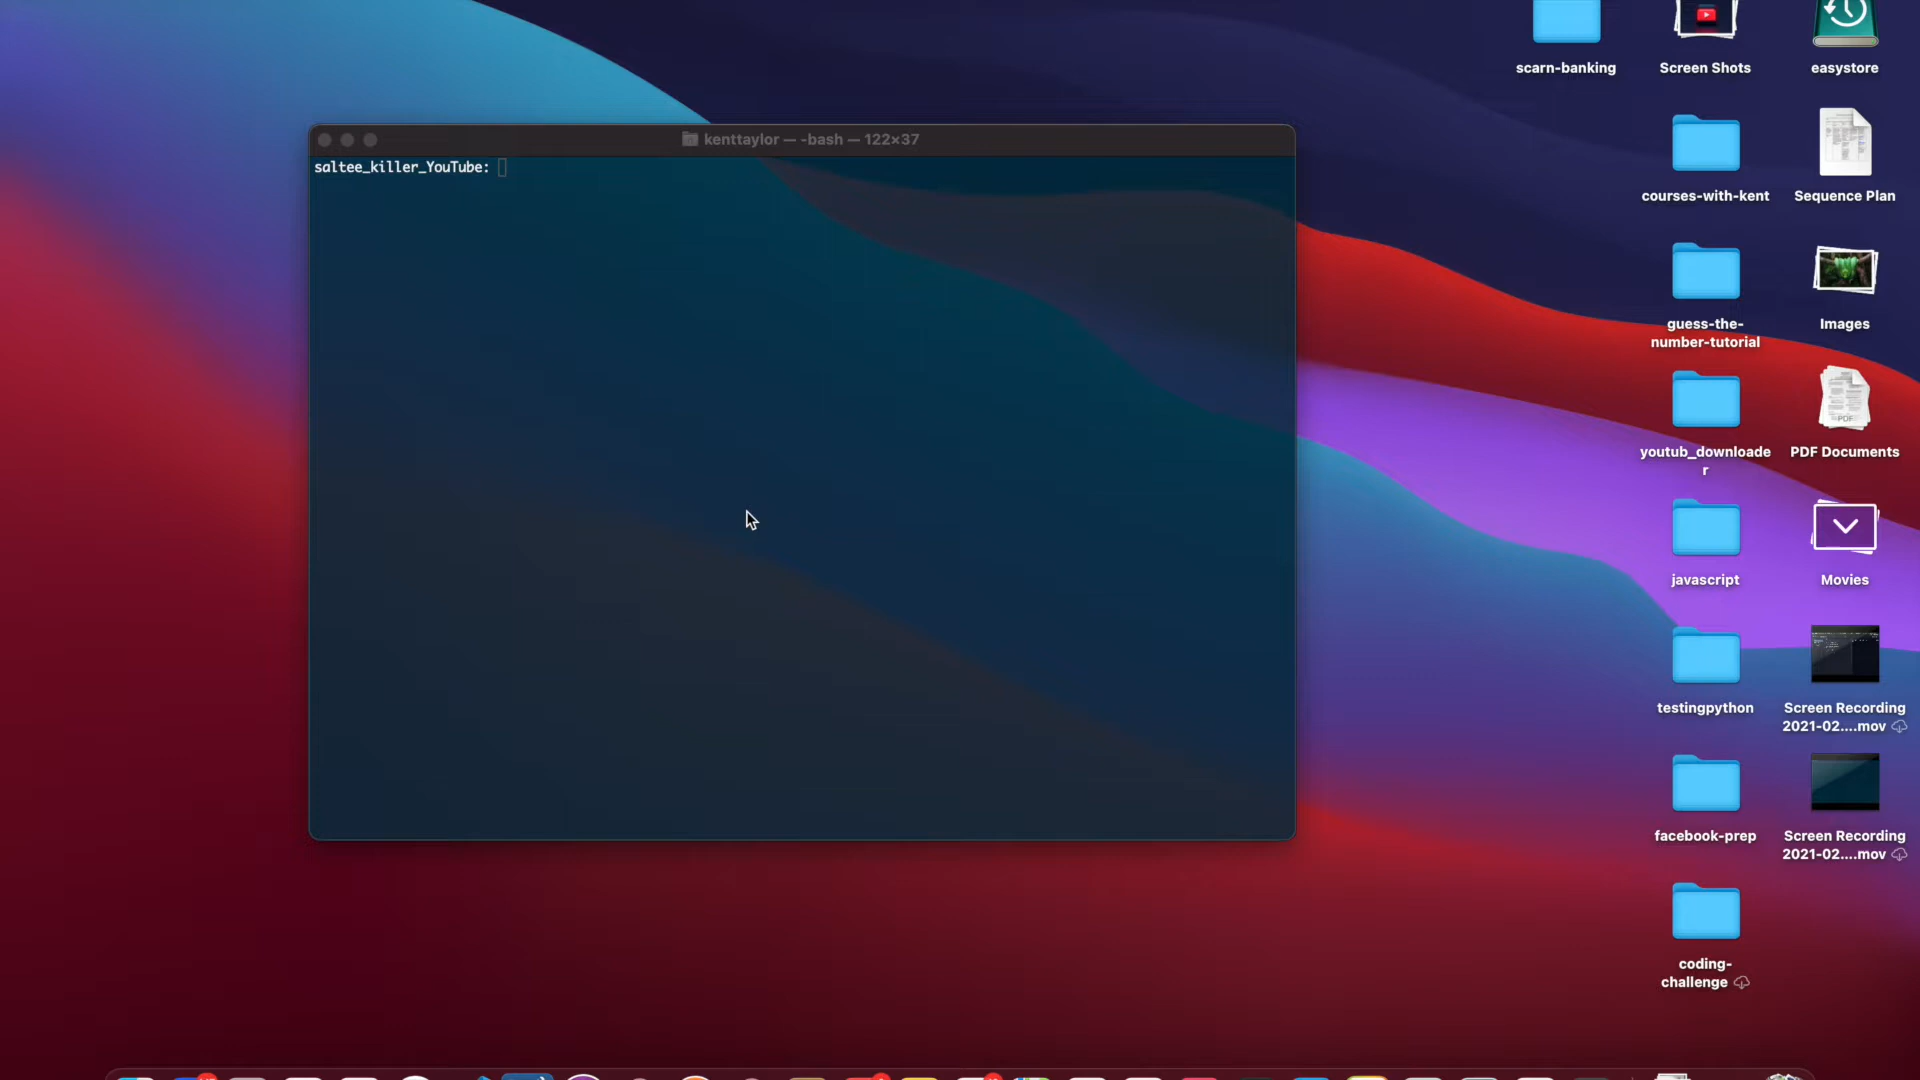 scarn-banking
Screen Shots
easystore
kenttaylor — -bash — 122×37
saltee_killer_YouTube:
courses-with-kent
Sequence Plan
guess-the-
number-tutorial
Images
youtub_downloade
r
PDF Documents
PDF
javascript
Movies
testingpython
Screen Recording
2021-02....mov
facebook-prep
Screen Recording
2021-02....mov
coding-
challenge